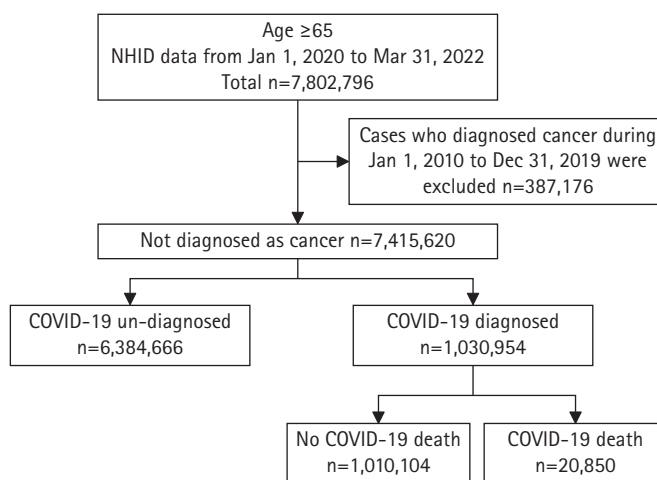 Age ≥65
NHID data from Jan 1, 2020 to Mar 31, 2022
Total n=7,802,796
Cases who diagnosed cancer during
Jan 1, 2010 to Dec 31, 2019 were
excluded n=387,176
Not diagnosed as cancer n=7,415,620
COVID-19 un-diagnosed
n=6,384,666
COVID-19 diagnosed
n=1,030,954
No COVID-19 death
n=1,010,104
COVID-19 death
n=20,850